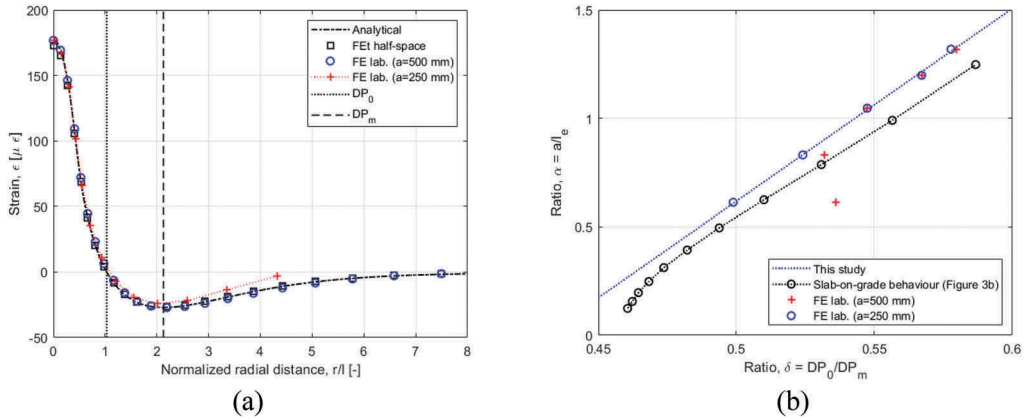 200
150
100
50
0
-50
Strain, ϵ [μ ϵ]
0 1 2 3 4 5 6 7 8
Normalized radial distance, r/l [-]
Analytical
FEt half-space
FE lab. (a=500 mm)
FE lab. (a=250 mm)
DP0
DPm
(a)
1.5
1
0.5
0
Ratio, α = a/le
0.45 0.5 0.55 0.6
Ratio, δ = DP0/DPm
This study
Slab-on-grade behaviour (Figure 3b)
FE lab. (a=500 mm)
FE lab. (a=250 mm)
(b)